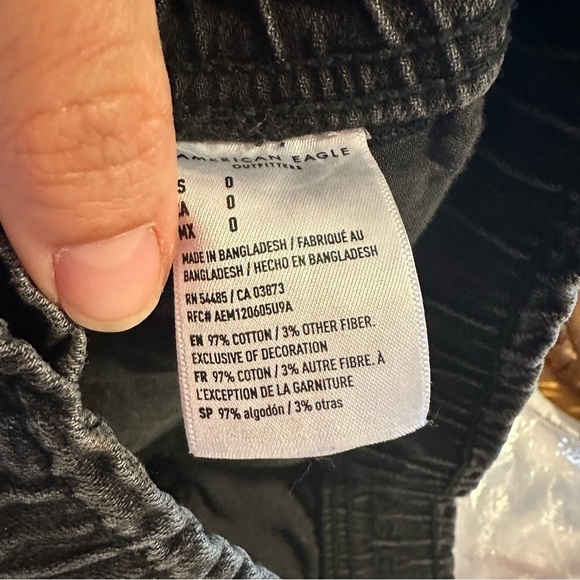 AMERICAN EAGLE
OUTFITTERS
S 0
A 0
MX 0
MADE IN BANGLADESH / FABRIQUÉ AU
BANGLADESH / HECHO EN BANGLADESH
RN 54485 / CA 03873
RFC# AEM120605U9A
EN 97% COTTON / 3% OTHER FIBER.
EXCLUSIVE OF DECORATION
FR 97% COTON / 3% AUTRE FIBRE. À
L'EXCEPTION DE LA GARNITURE
SP 97% algodón / 3% otras